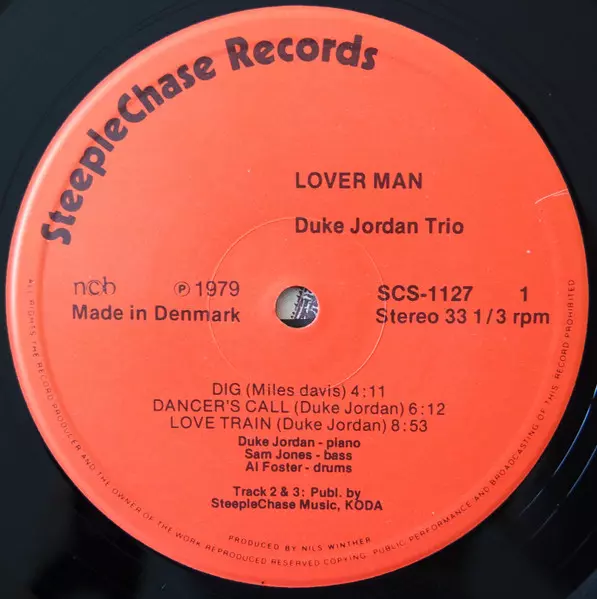 SteepleChase Records
LOVER MAN
Duke Jordan Trio
ncb ℗ 1979
Made in Denmark
SCS-1127 1
Stereo 33 1/3 rpm
DIG (Miles davis) 4:11
DANCER'S CALL (Duke Jordan) 6:12
LOVE TRAIN (Duke Jordan) 8:53
Duke Jordan - piano
Sam Jones - bass
Al Foster - drums
Track 2 & 3: Publ. by
SteepleChase Music, KODA
PRODUCED BY NILS WINTHER
ALL RIGHTS THE RECORD PRODUCER AND THE OWNER OF THE WORK REPRODUCED RESERVED COPYING, PUBLIC PERFORMANCE AND BROADCASTING OF THIS RECORD PROHIBITED